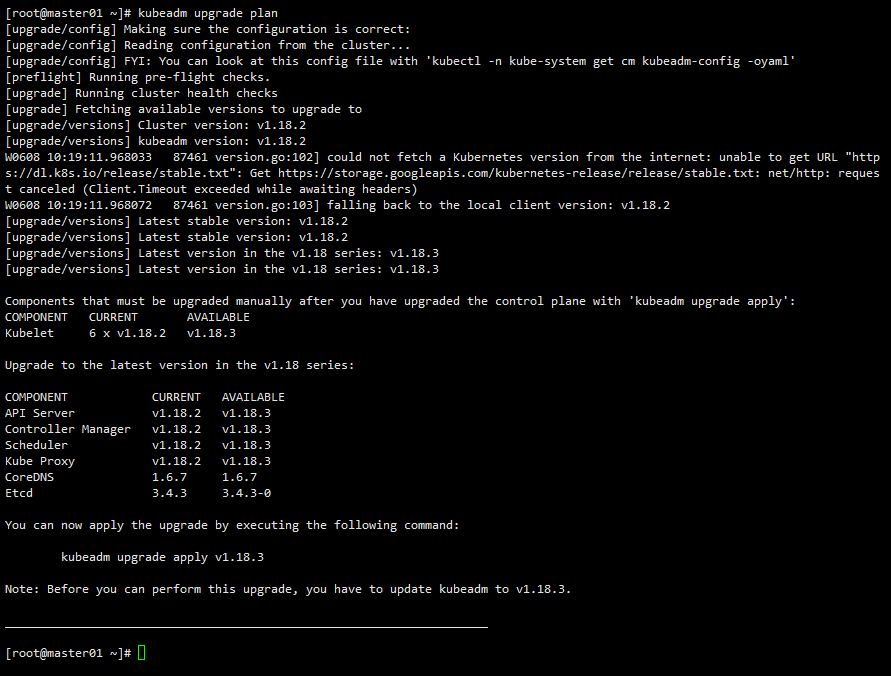 [root@master01 ~]# kubeadm upgrade plan
[upgrade/config] Making sure the configuration is correct:
[upgrade/config] Reading configuration from the cluster...
[upgrade/config] FYI: You can look at this config file with 'kubectl -n kube-system get cm kubeadm-config -oyaml'
[preflight] Running pre-flight checks.
[upgrade] Running cluster health checks
[upgrade] Fetching available versions to upgrade to
[upgrade/versions] Cluster version: v1.18.2
[upgrade/versions] kubeadm version: v1.18.2
W0608 10:19:11.968033   87461 version.go:102] could not fetch a Kubernetes version from the internet: unable to get URL "http
s://dl.k8s.io/release/stable.txt": Get https://storage.googleapis.com/kubernetes-release/release/stable.txt: net/http: reques
t canceled (Client.Timeout exceeded while awaiting headers)
W0608 10:19:11.968072   87461 version.go:103] falling back to the local client version: v1.18.2
[upgrade/versions] Latest stable version: v1.18.2
[upgrade/versions] Latest stable version: v1.18.2
[upgrade/versions] Latest version in the v1.18 series: v1.18.3
[upgrade/versions] Latest version in the v1.18 series: v1.18.3

Components that must be upgraded manually after you have upgraded the control plane with 'kubeadm upgrade apply':
COMPONENT   CURRENT       AVAILABLE
Kubelet     6 x v1.18.2   v1.18.3

Upgrade to the latest version in the v1.18 series:

COMPONENT            CURRENT   AVAILABLE
API Server           v1.18.2   v1.18.3
Controller Manager   v1.18.2   v1.18.3
Scheduler            v1.18.2   v1.18.3
Kube Proxy           v1.18.2   v1.18.3
CoreDNS              1.6.7     1.6.7
Etcd                 3.4.3     3.4.3-0

You can now apply the upgrade by executing the following command:

        kubeadm upgrade apply v1.18.3

Note: Before you can perform this upgrade, you have to update kubeadm to v1.18.3.

_____________________________________________________________________

[root@master01 ~]#